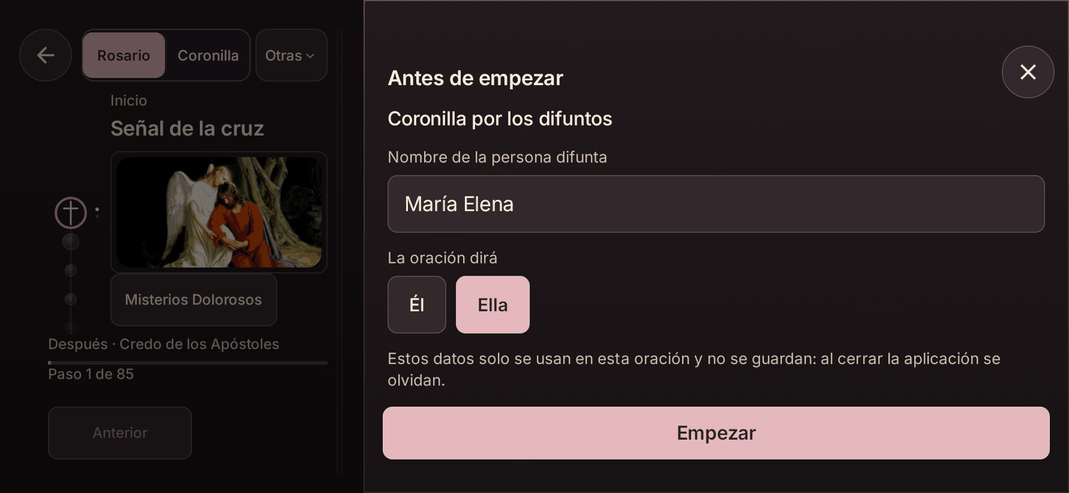 Rosario
Coronilla
Otras
Inicio
Señal de la cruz
Misterios Dolorosos
Después · Credo de los Apóstoles
Paso 1 de 85
Anterior
Antes de empezar
Coronilla por los difuntos
Nombre de la persona difunta
María Elena
La oración dirá
Él
Ella
Estos datos solo se usan en esta oración y no se guardan: al cerrar la aplicación se
olvidan.
Empezar